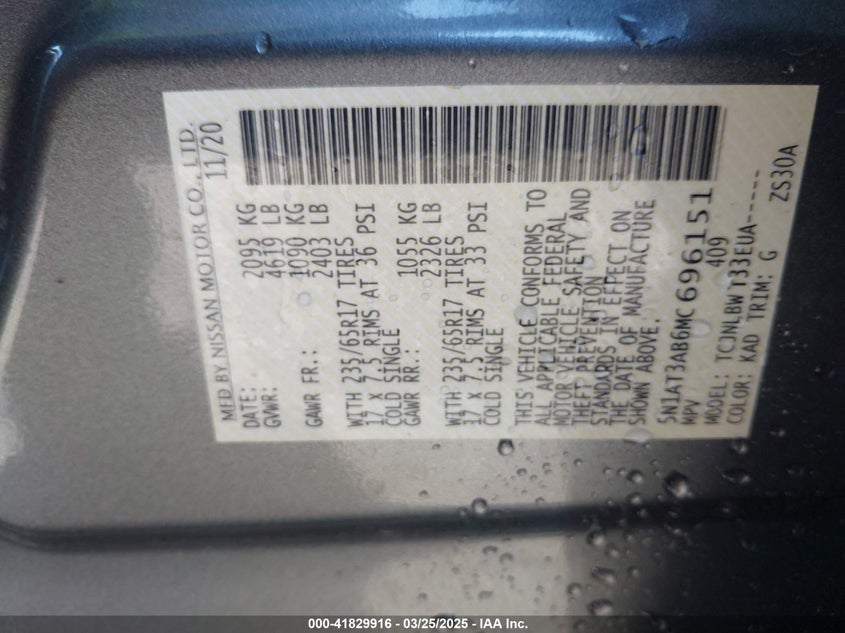 MFD BY NISSAN MOTOR CO., LTD.
DATE: 11/20
GVWR: 2095 KG
4619 LB
GAWR FR.: 1090 KG
2403 LB
WITH 235/65R17 TIRES
17 X 7.5 RIMS AT 36 PSI
COLD SINGLE
GAWR RR.: 1055 KG
2326 LB
WITH 235/65R17 TIRES
17 X 7.5 RIMS AT 33 PSI
COLD SINGLE
THIS VEHICLE CONFORMS TO
ALL APPLICABLE FEDERAL
MOTOR VEHICLE SAFETY AND
THEFT PREVENTION
STANDARDS IN EFFECT ON
THE DATE OF MANUFACTURE
SHOWN ABOVE.
5N1AT3AB6MC696151
MPV 409
MODEL: TCJNLBWT33EUA-----
COLOR: KAD TRIM: G ZS30A
000-41829916 - 03/25/2025 - IAA Inc.